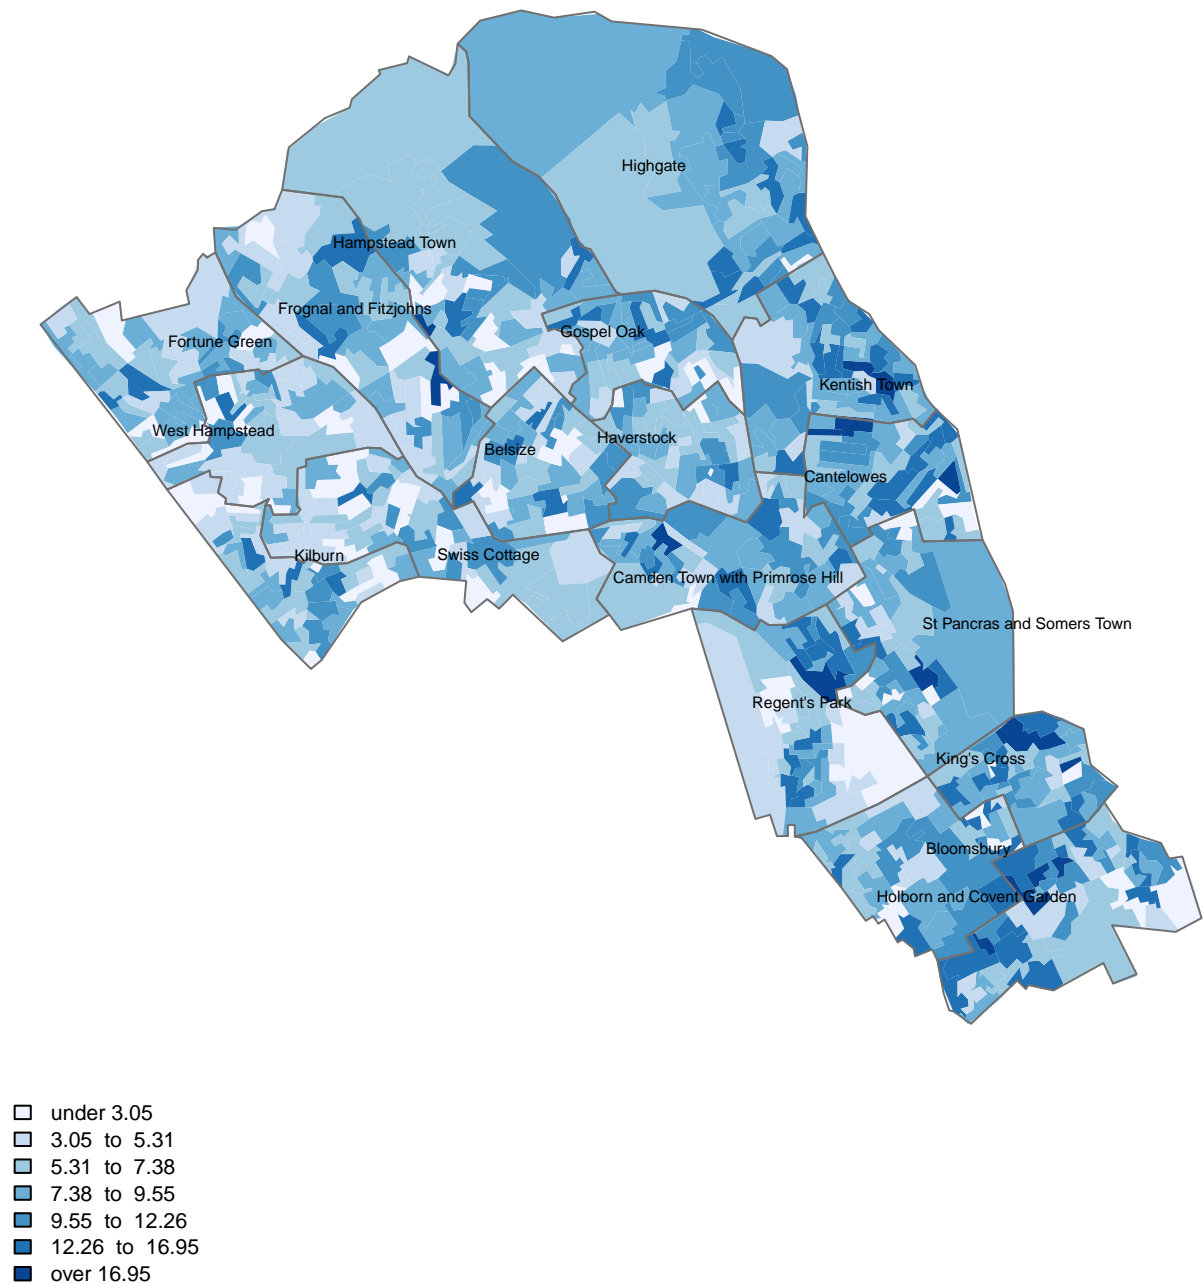 Highgate
Hampstead Town
Frognal and Fitzjohns
Gospel Oak
Fortune Green
Kentish Town
West Hampstead
Haverstock
Belsize
Cantelowes
Kilburn
Swiss Cottage
Camden Town with Primrose Hill
St Pancras and Somers Town
Regent's Park
King's Cross
Bloomsbury
Holborn and Covent Garden
under 3.05
3.05 to 5.31
5.31 to 7.38
7.38 to 9.55
9.55 to 12.26
12.26 to 16.95
over 16.95